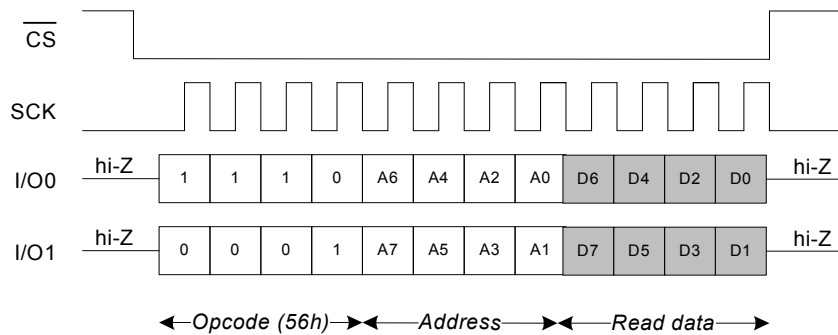 CS
SCK
I/O0 hi-Z 1 1 1 0 A6 A4 A2 A0 D6 D4 D2 D0 hi-Z
I/O1 hi-Z 0 0 0 1 A7 A5 A3 A1 D7 D5 D3 D1 hi-Z
Opcode (56h) Address Read data